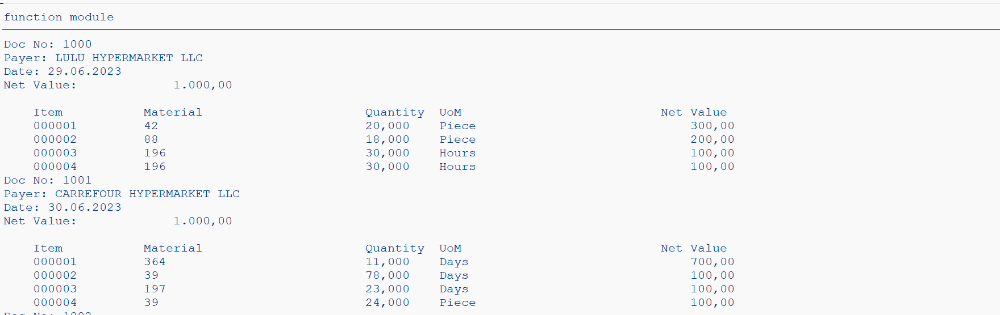 function module
Doc No: 1000
Payer: LULU HYPERMARKET LLC
Date: 29.06.2023
Net Value: 1.000,00
Item Material Quantity UoM Net Value
000001 42 20,000 Piece 300,00
000002 88 18,000 Piece 200,00
000003 196 30,000 Hours 100,00
000004 196 30,000 Hours 100,00
Doc No: 1001
Payer: CARREFOUR HYPERMARKET LLC
Date: 30.06.2023
Net Value: 1.000,00
Item Material Quantity UoM Net Value
000001 364 11,000 Days 700,00
000002 39 78,000 Days 100,00
000003 197 23,000 Days 100,00
000004 39 24,000 Piece 100,00
Doc No: 1002